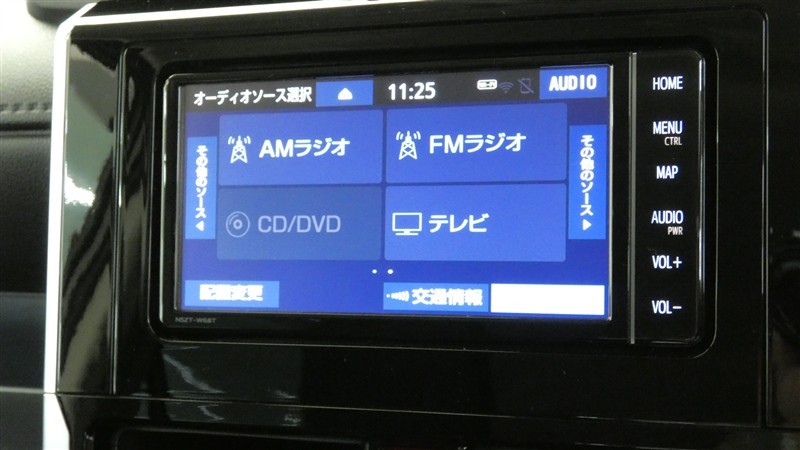 オーディオソース選択
11:25
AUDIO
その他のソース
AMラジオ
FMラジオ
その他のソース
CD/DVD
テレビ
配置変更
交通情報
NSZT-W68T
HOME
MENU
CTRL
MAP
AUDIO
PWR
VOL+
VOL-